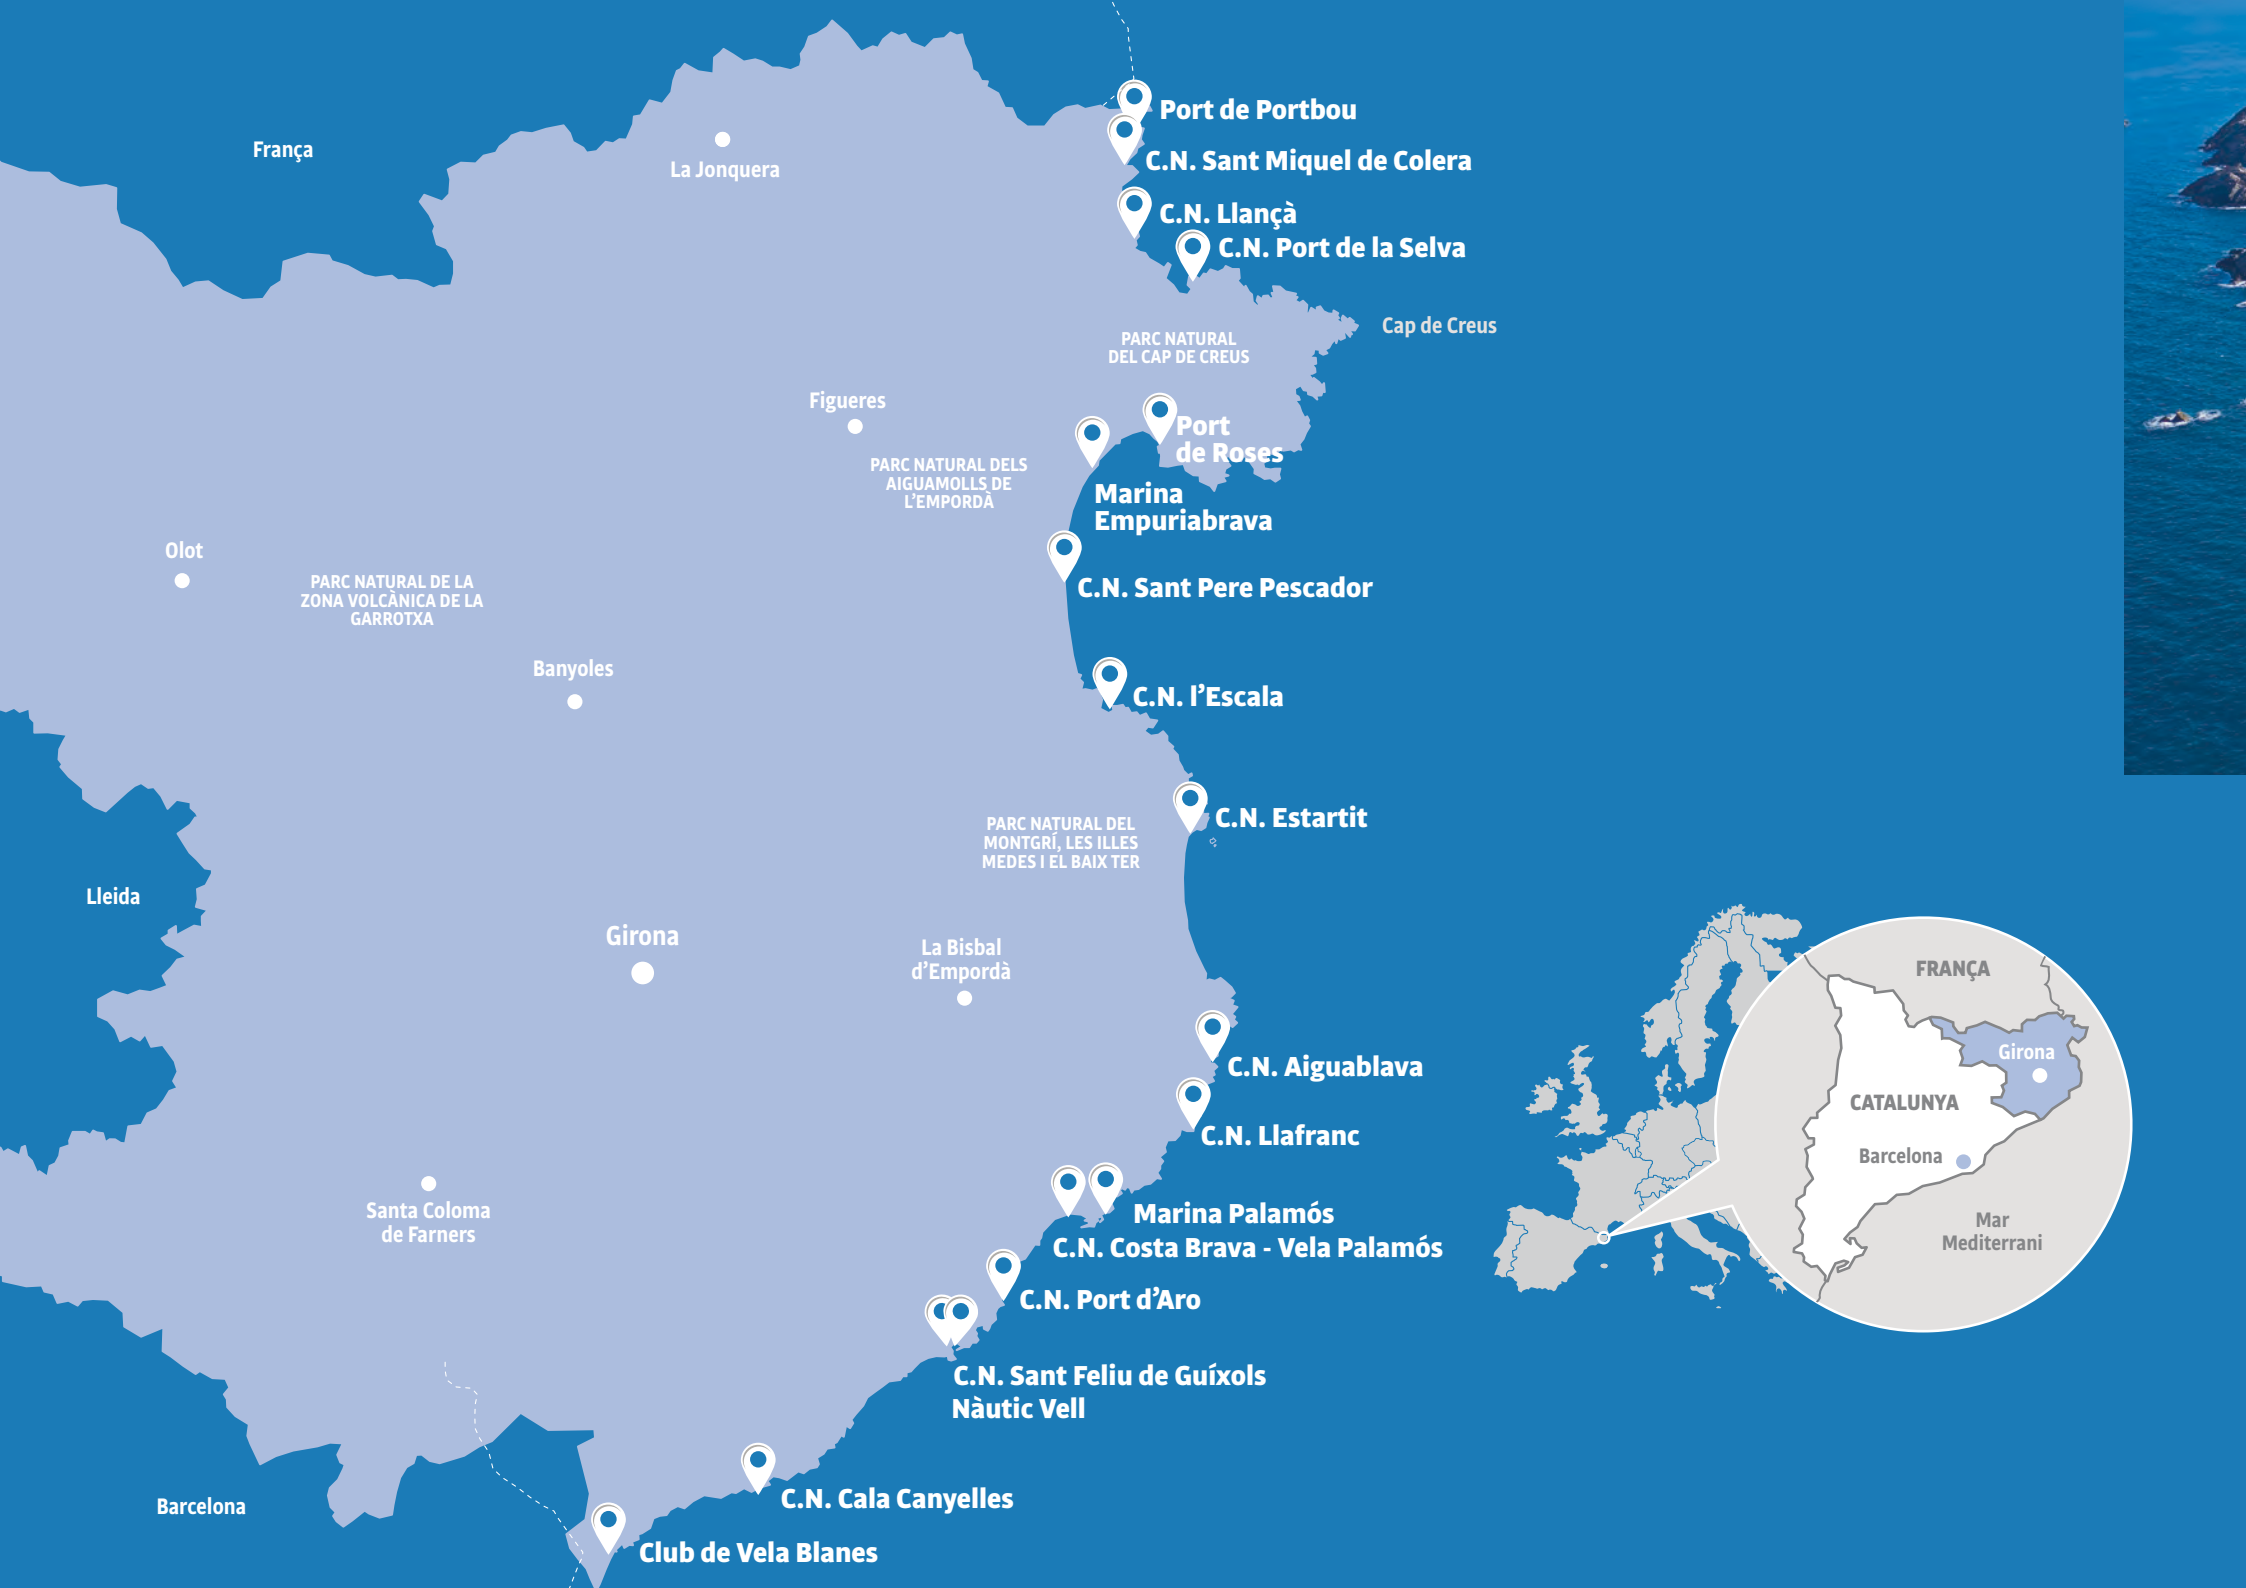 Port de Portbou
França
C.N. Sant Miquel de Colera
La Jonquera
C.N. Llançà
C.N. Port de la Selva
Cap de Creus
PARC NATURAL
DEL CAP DE CREUS
Figueres
Port
de Roses
PARC NATURAL DELS
AIGUAMOLLS DE
L'EMPORDÀ
Marina
Empuriabrava
Olot
PARC NATURAL DE LA
ZONA VOLCÀNICA DE LA
GARROTXA
C.N. Sant Pere Pescador
Banyoles
C.N. l'Escala
C.N. Estartit
PARC NATURAL DEL
MONTGRÍ, LES ILLES
MEDES I EL BAIX TER
Lleida
Girona
La Bisbal
d'Empordà
C.N. Aiguablava
C.N. Llafranc
Santa Coloma
de Farners
Marina Palamós
C.N. Costa Brava - Vela Palamós
C.N. Port d'Aro
C.N. Sant Feliu de Guíxols
Nàutic Vell
C.N. Cala Canyelles
Barcelona
Club de Vela Blanes
FRANÇA
Girona
CATALUNYA
Barcelona
Mar
Mediterrani